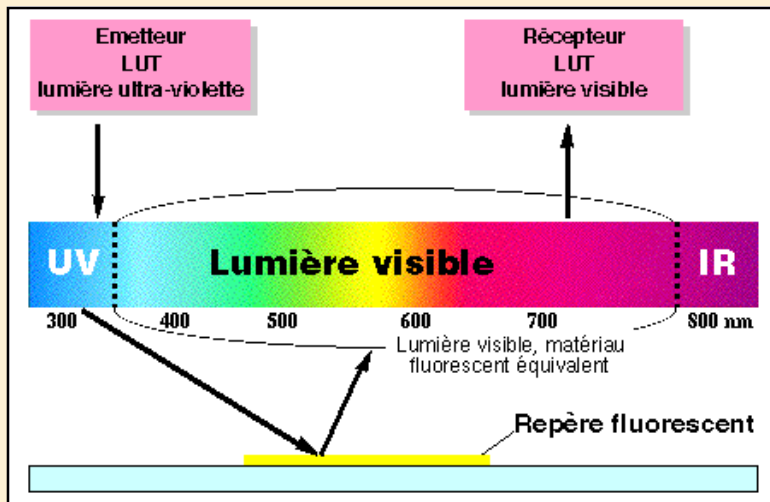 Emetteur
LUT
lumière ultra-violette
Récepteur
LUT
lumière visible
UV Lumière visible IR
300 400 500 600 700 800 nm
Lumière visible, matériau
fluorescent équivalent
Repère fluorescent